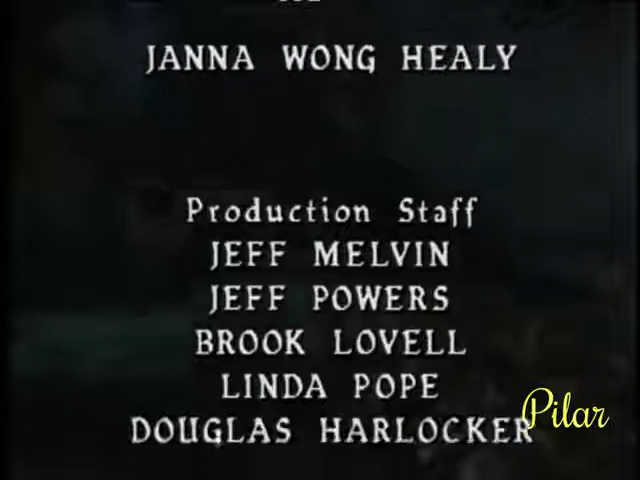 JANNA WONG HEALY
Production Staff
JEFF MELVIN
JEFF POWERS
BROOK LOVELL
LINDA POPE
DOUGLAS HARLOCKER
Pilar